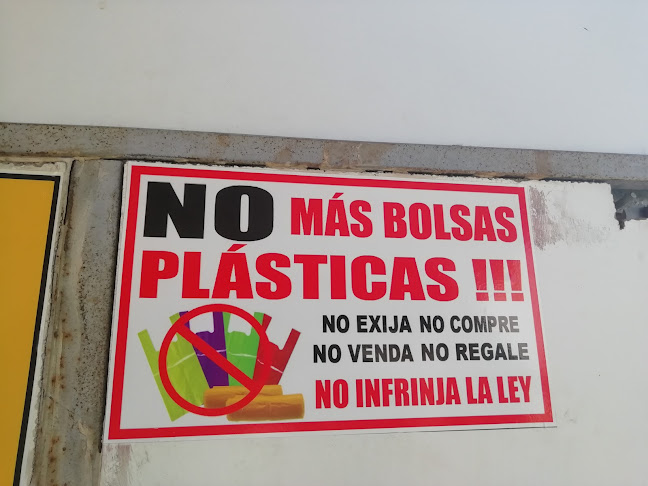 NO MÁS BOLSAS
PLÁSTICAS !!!
NO EXIJA NO COMPRE
NO VENDA NO REGALE
NO INFRINJA LA LEY